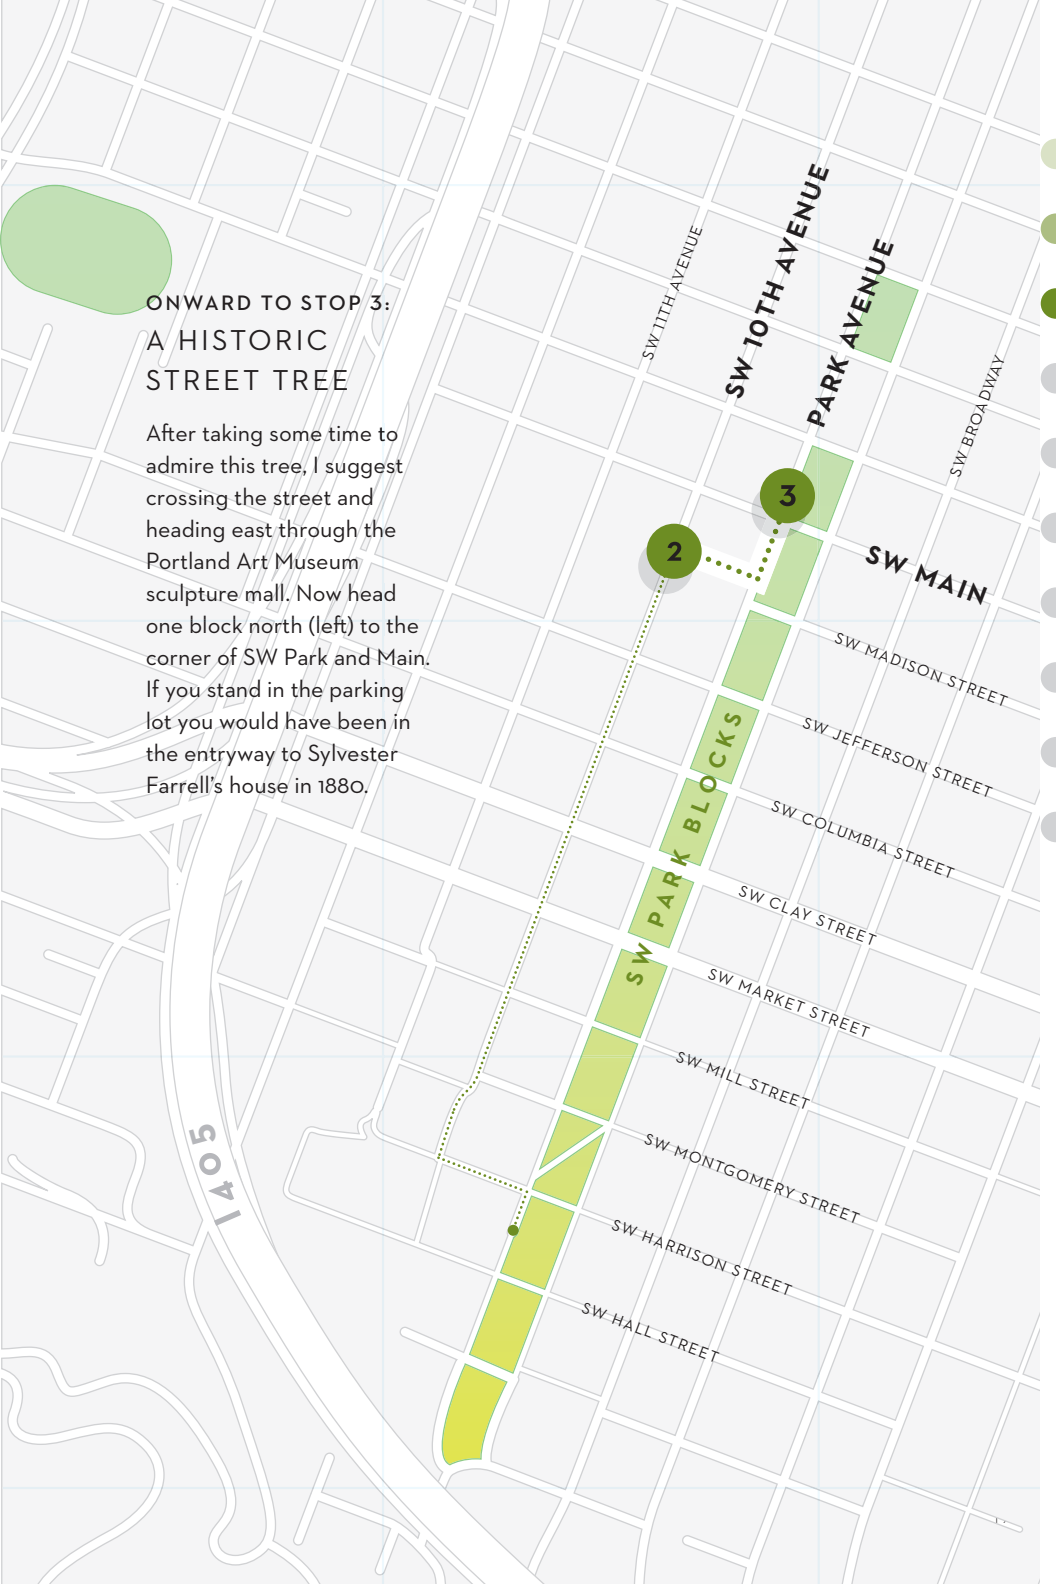 ONWARD TO STOP 3:
A HISTORIC
STREET TREE
After taking some time to
admire this tree, I suggest
crossing the street and
heading east through the
Portland Art Museum
sculpture mall. Now head
one block north (left) to the
corner of SW Park and Main.
If you stand in the parking
lot you would have been in
the entryway to Sylvester
Farrell’s house in 1880.
SW 11TH AVENUE
SW 10TH AVENUE
PARK AVENUE
SW BROADWAY
3
2
SW MAIN
SW MADISON STREET
SW JEFFERSON STREET
SW COLUMBIA STREET
SW CLAY STREET
SW MARKET STREET
SW MILL STREET
SW MONTGOMERY STREET
SW HARRISON STREET
SW HALL STREET
SW PARK BLOCKS
I 405